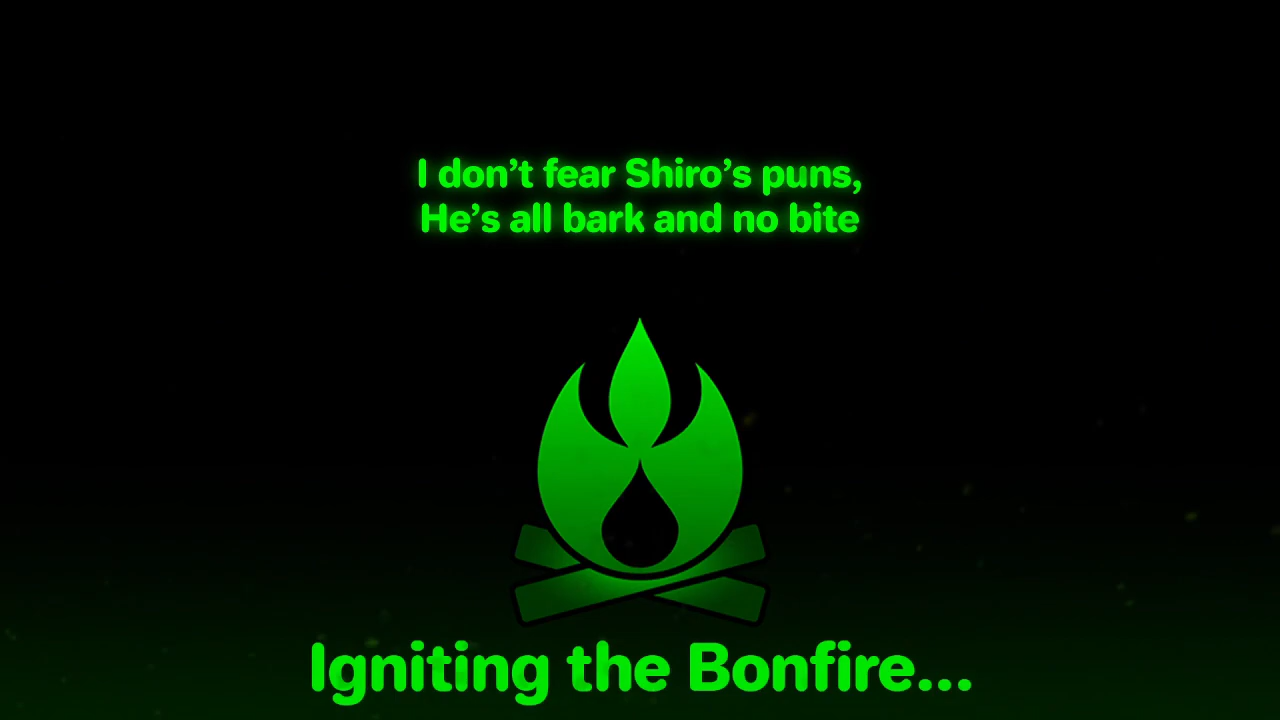 I don’t fear Shiro’s puns,
He’s all bark and no bite
Igniting the Bonfire...